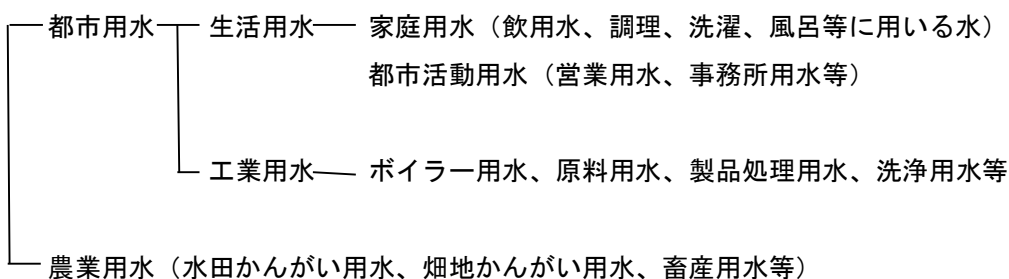 都市用水 生活用水 家庭用水（飲用水、調理、洗濯、風呂等に用いる水）
都市活動用水（営業用水、事務所用水等）
工業用水 ボイラー用水、原料用水、製品処理用水、洗浄用水等
農業用水（水田かんがい用水、畑地かんがい用水、畜産用水等）